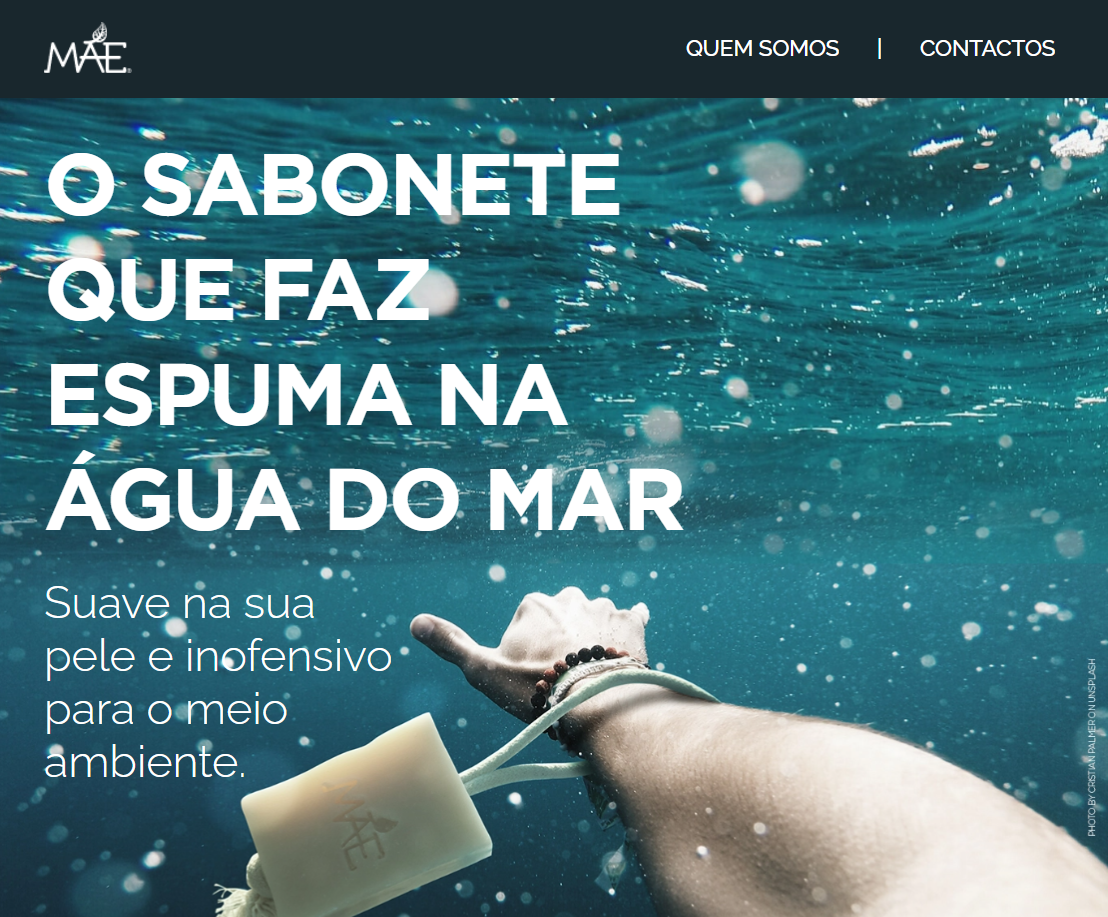 MÃE
QUEM SOMOS | CONTACTOS
O SABONETE
QUE FAZ
ESPUMA NA
ÁGUA DO MAR
Suave na sua
pele e inofensivo
para o meio
ambiente.
MÃE
PHOTO BY CRISTIAN PALMER ON UNSPLASH